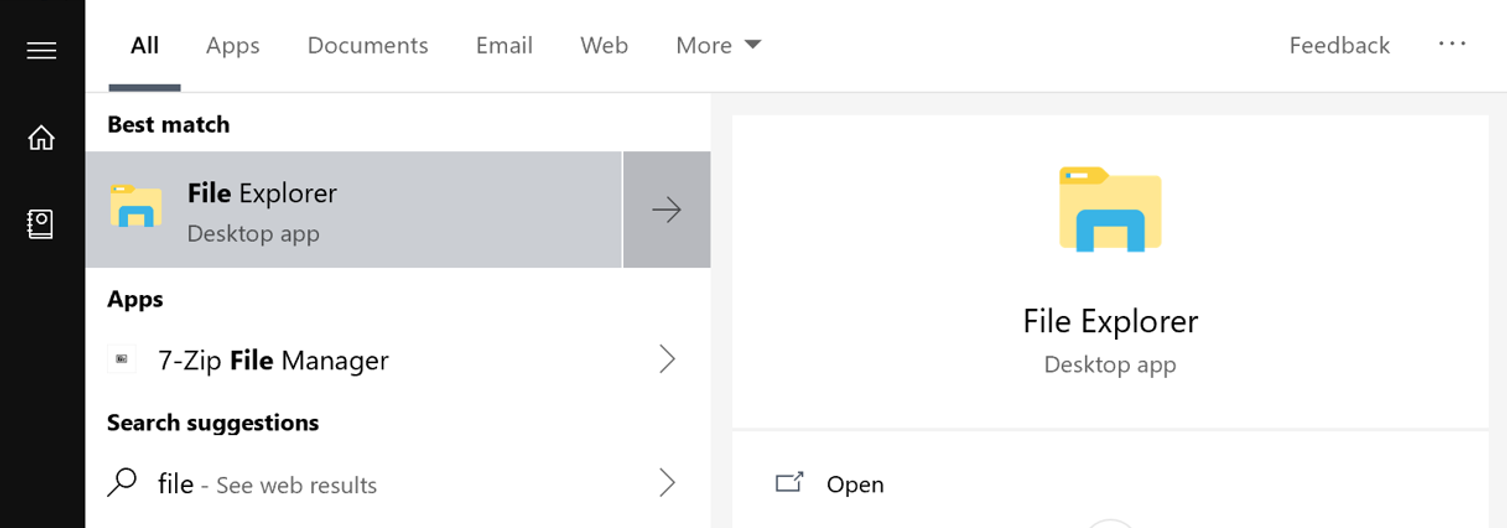 All Apps Documents Email Web More Feedback ···
Best match
File Explorer
Desktop app
Apps
7-Zip File Manager
Search suggestions
file - See web results
File Explorer
Desktop app
Open